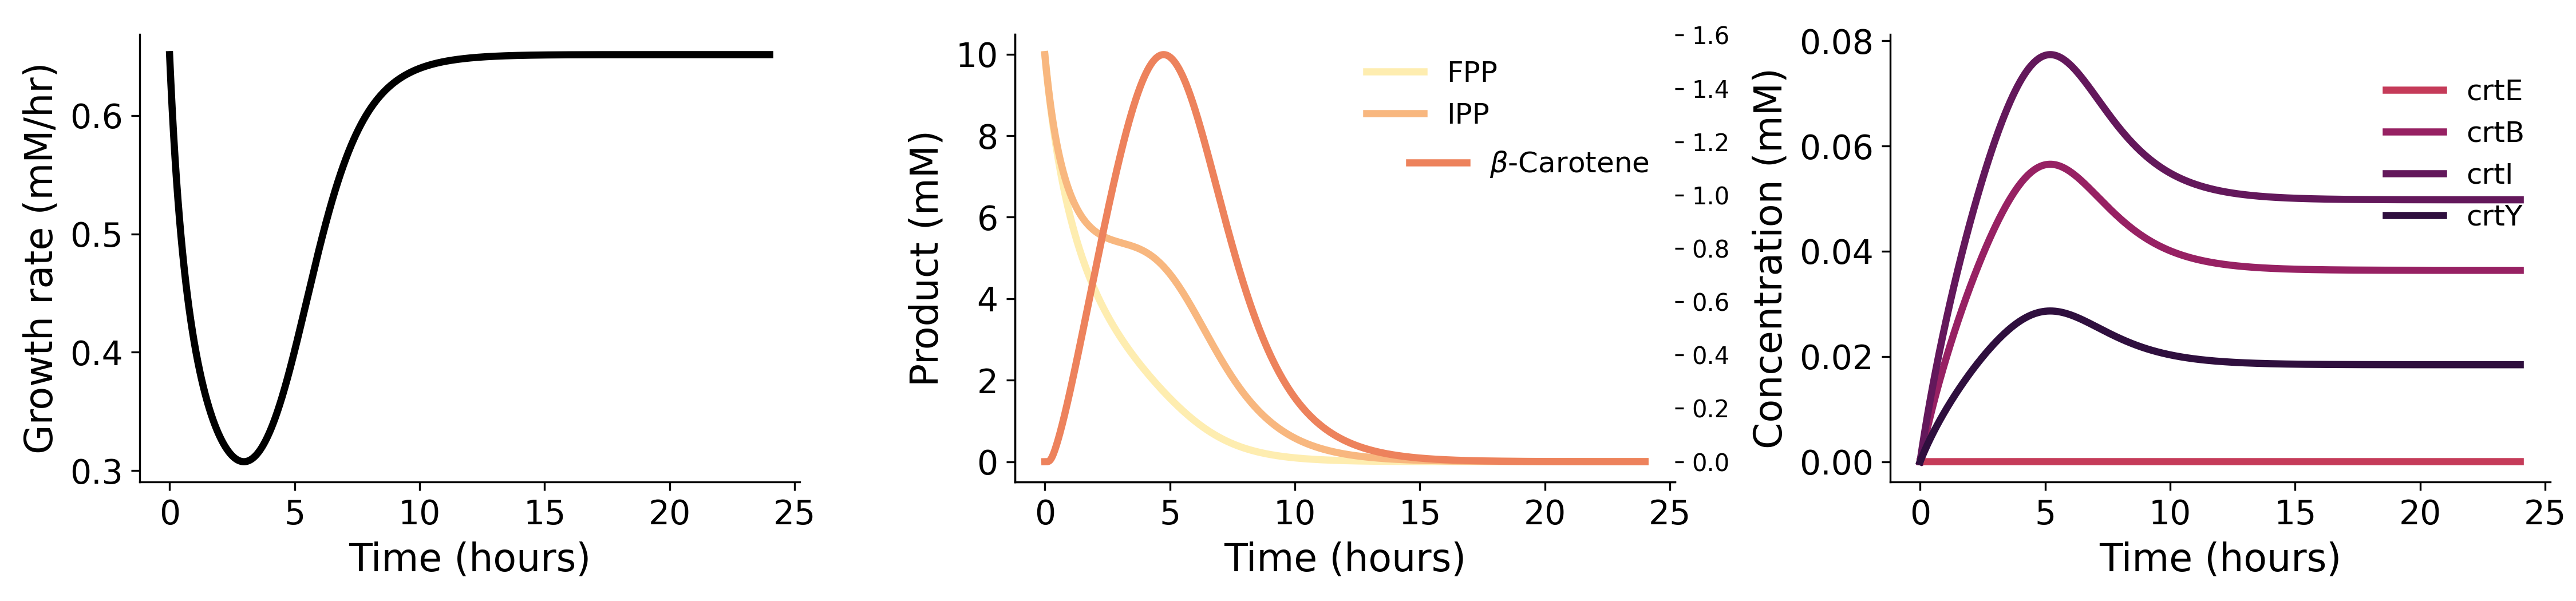 Growth rate (mM/hr)
0.6
0.5
0.4
0.3
0 5 10 15 20 25
Time (hours)
Product (mM)
10
8
6
4
2
0
FPP
IPP
β-Carotene
1.6
1.4
1.2
1.0
0.8
0.6
0.4
0.2
0.0
0 5 10 15 20 25
Time (hours)
Concentration (mM)
0.08
0.06
0.04
0.02
0.00
crtE
crtB
crtI
crtY
0 5 10 15 20 25
Time (hours)